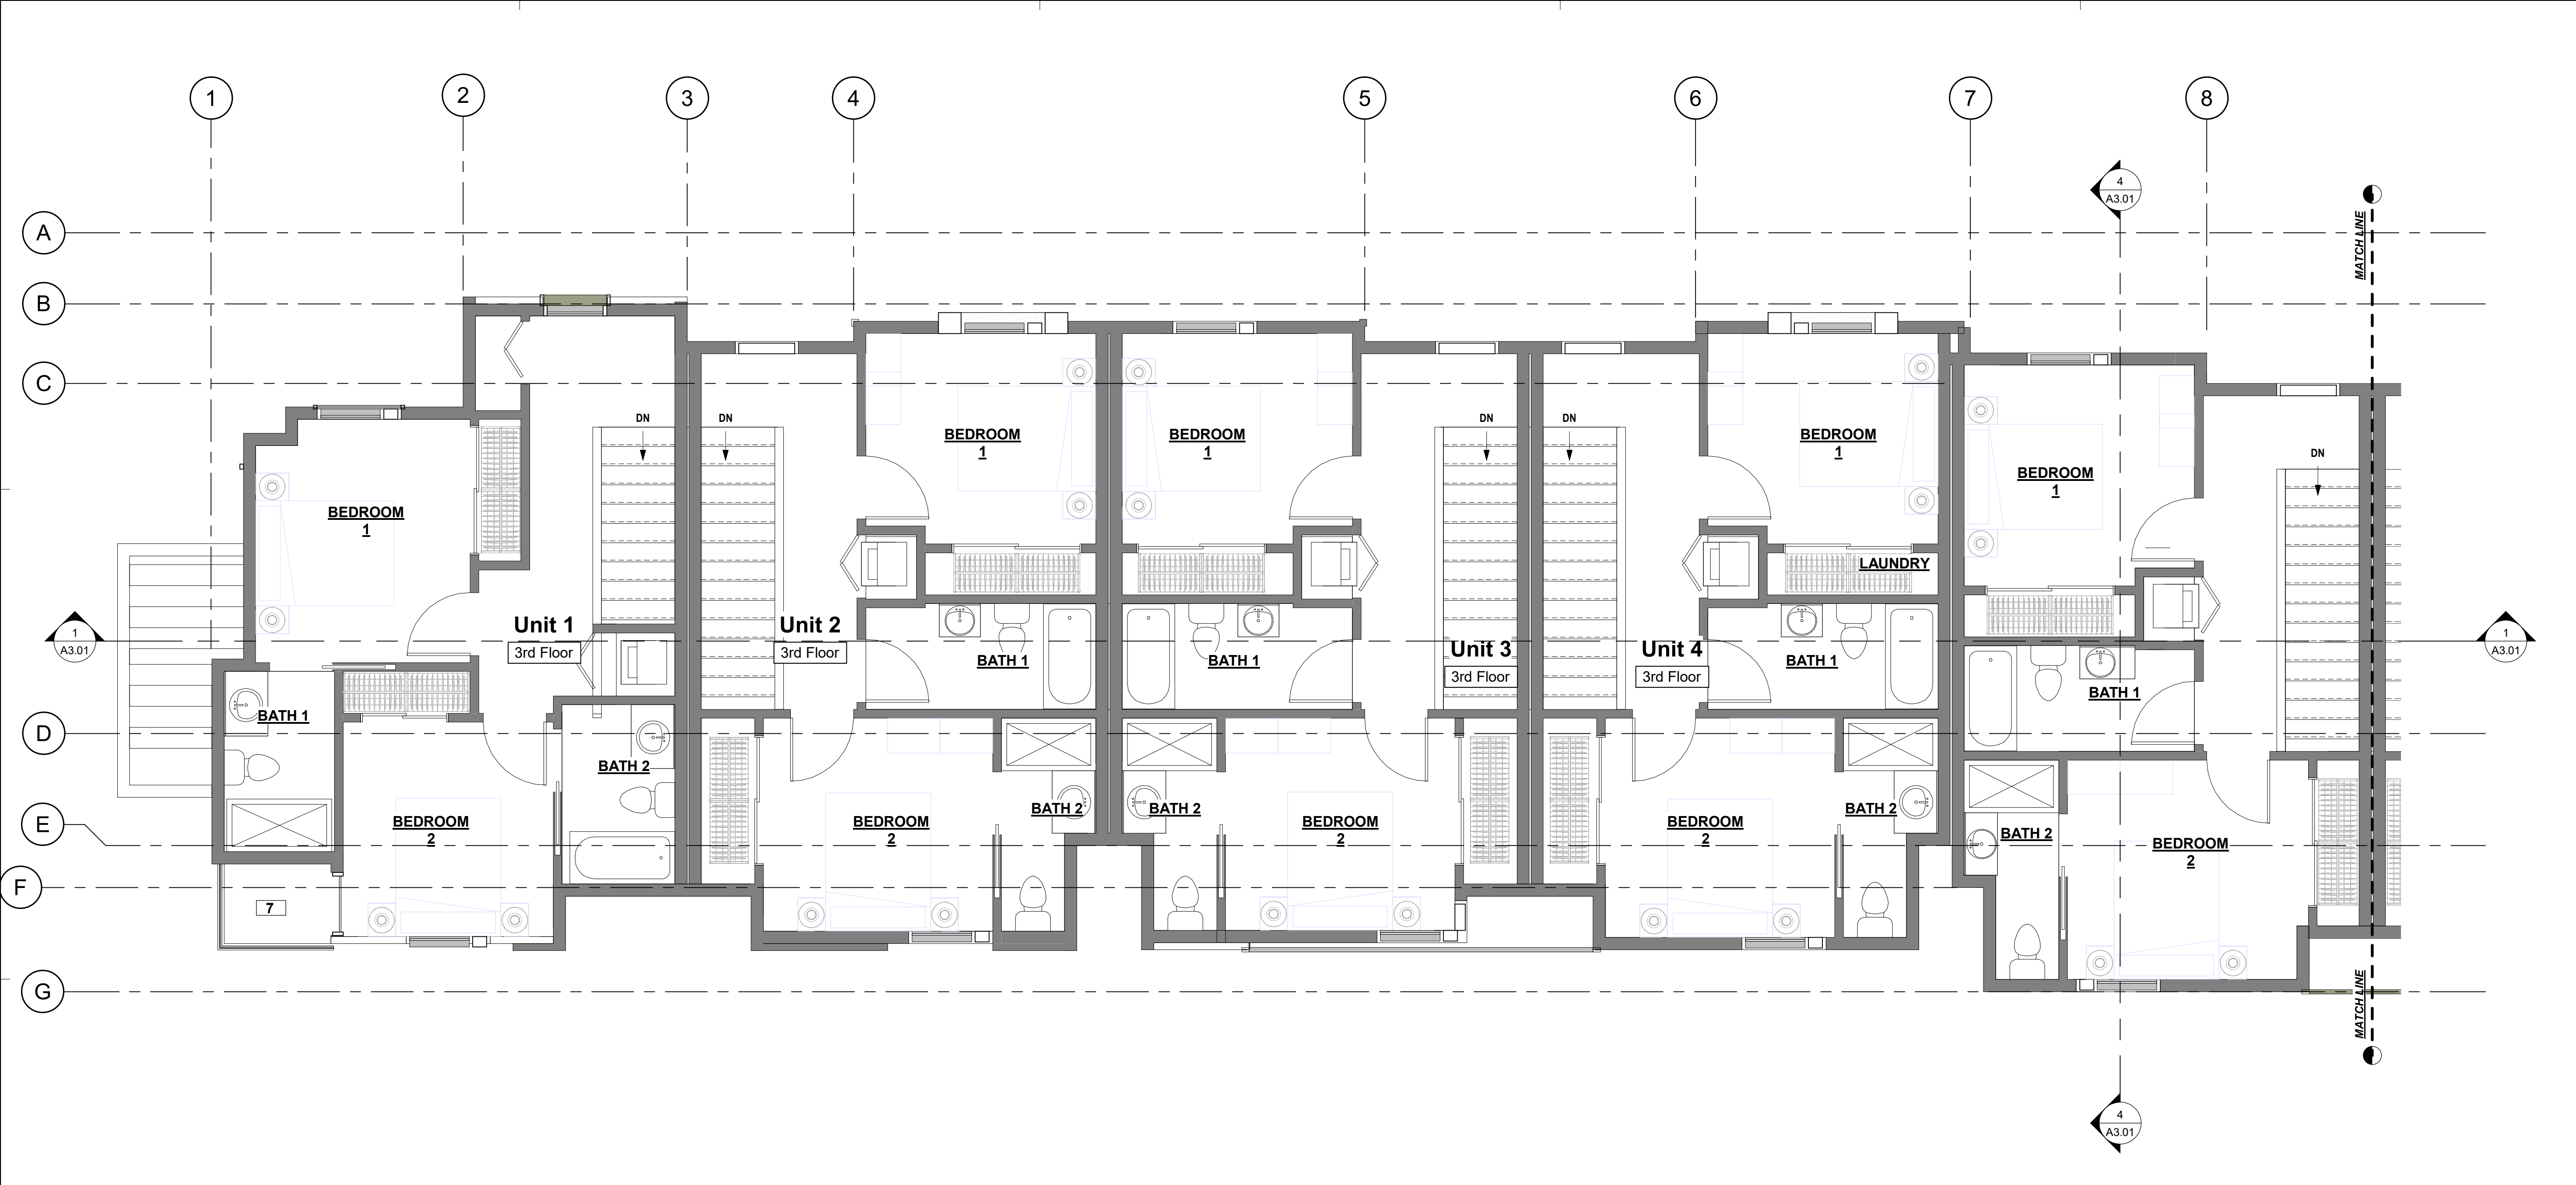 1
2
3
4
5
6
7
8
4
A3.01
A
B
C
D
E
F
G
MATCH LINE
DN
DN
DN
DN
DN
BEDROOM
1
BEDROOM
1
BEDROOM
1
BEDROOM
1
BEDROOM
1
LAUNDRY
1
A3.01
Unit 1
3rd Floor
Unit 2
3rd Floor
Unit 3
3rd Floor
Unit 4
3rd Floor
1
A3.01
BATH 1
BATH 1
BATH 1
BATH 1
BATH 1
BATH 2
BATH 2
BATH 2
BATH 2
BATH 2
BEDROOM
2
BEDROOM
2
BEDROOM
2
BEDROOM
2
BEDROOM
2
7
MATCH LINE
4
A3.01